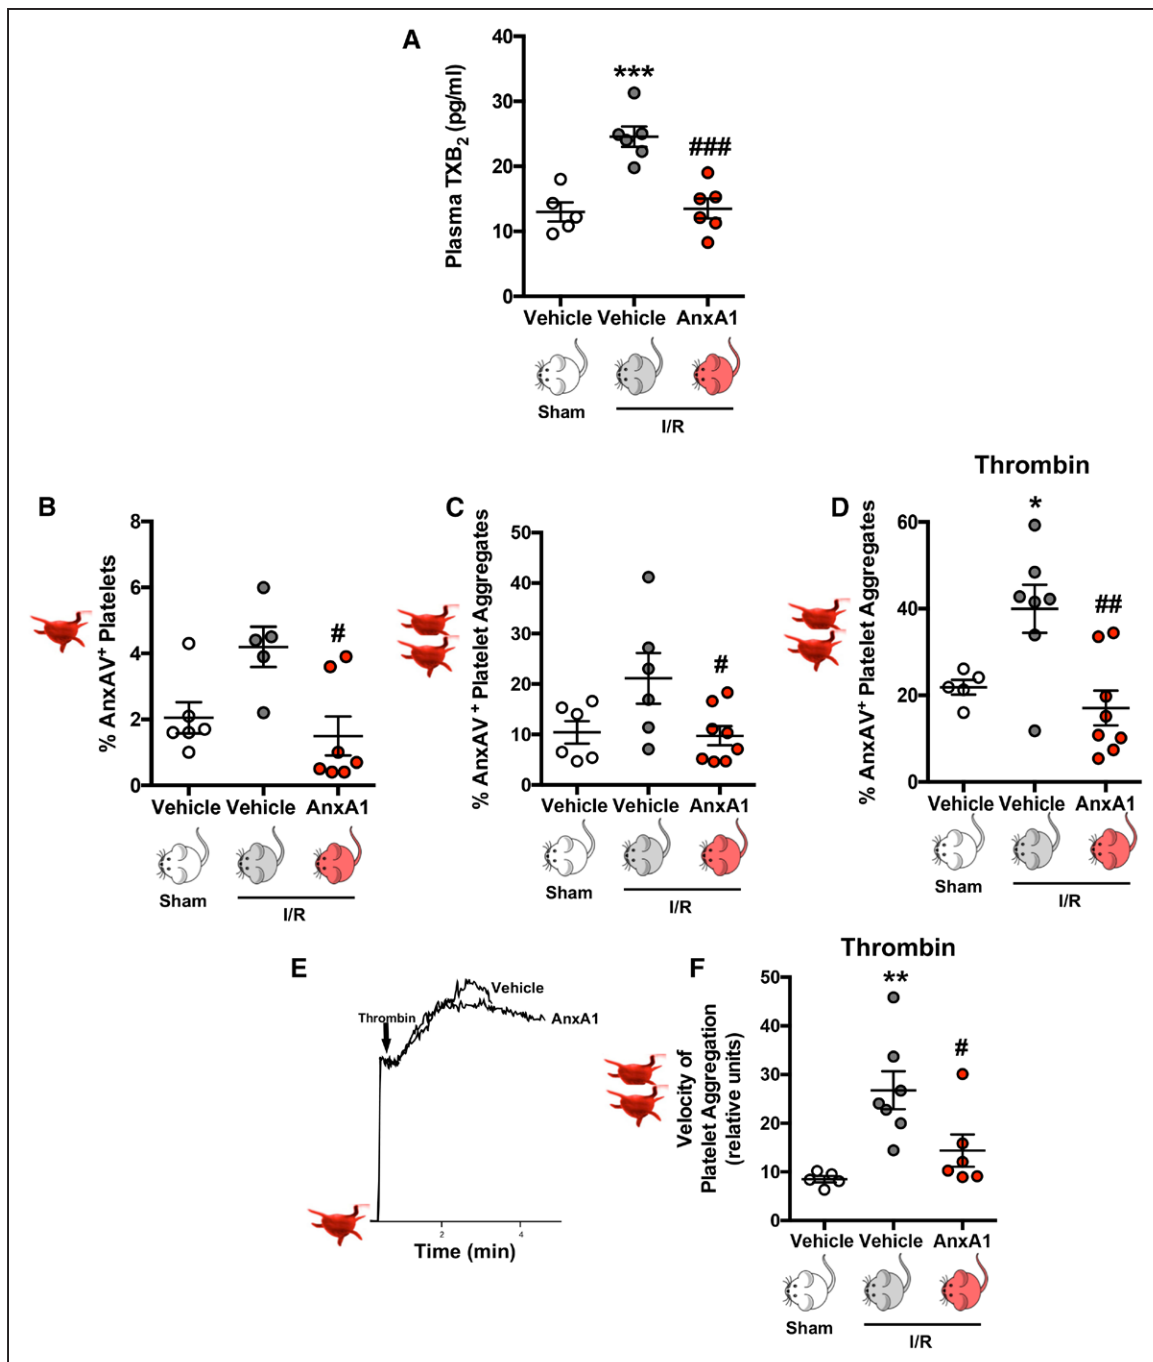 A
Plasma TXB2 (pg/ml)
40
30
20
10
0
***
###
Vehicle Vehicle AnxA1
Sham
I/R
B
% AnxAV+ Platelets
8
6
4
2
0
#
Vehicle Vehicle AnxA1
Sham
I/R
C
% AnxAV + Platelet Aggregates
50
40
30
20
10
0
#
Vehicle Vehicle AnxA1
Sham
I/R
Thrombin
D
% AnxAV+ Platelet Aggregates
60
40
20
0
*
##
Vehicle Vehicle AnxA1
Sham
I/R
E
Thrombin
Vehicle
AnxA1
2 4
Time (min)
Thrombin
F
Velocity of
Platelet Aggregation
(relative units)
50
40
30
20
10
0
**
#
Vehicle Vehicle AnxA1
Sham
I/R